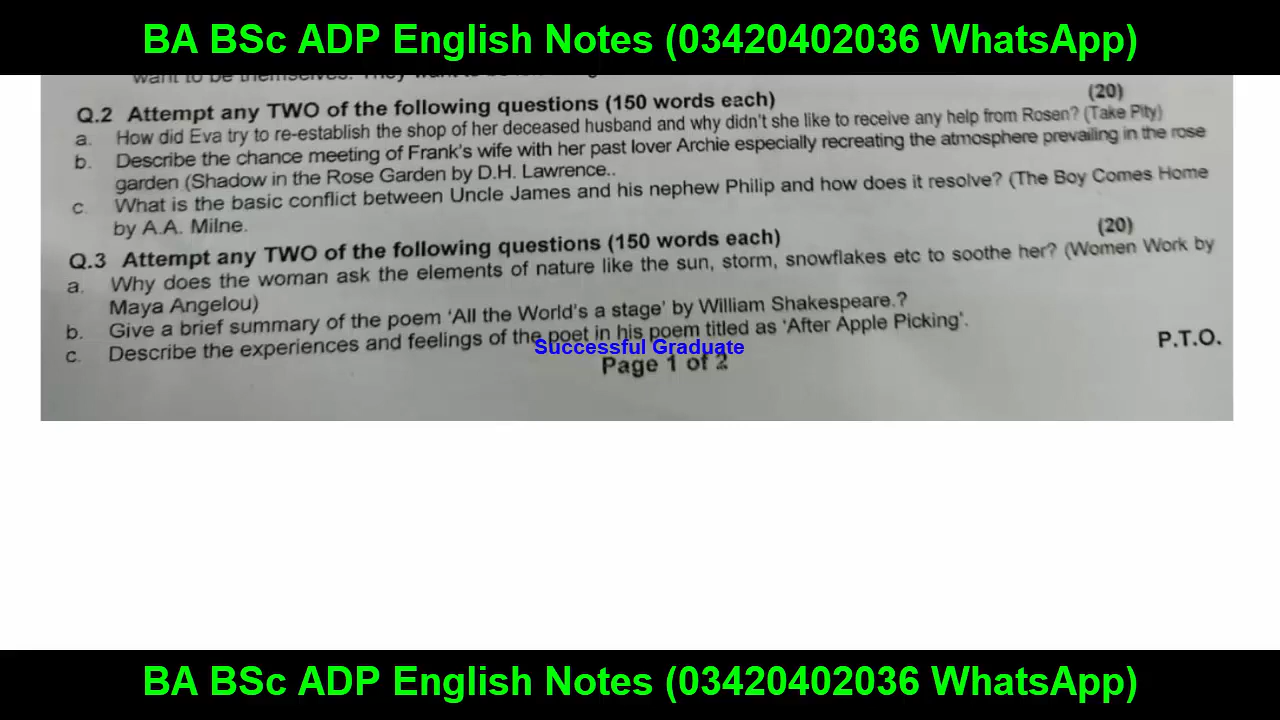 BA BSc ADP English Notes (03420402036 WhatsApp)
want to be themselves. They want to
Q.2 Attempt any TWO of the following questions (150 words each) (20)
a. How did Eva try to re-establish the shop of her deceased husband and why didn't she like to receive any help from Rosen? (Take Pity)
b. Describe the chance meeting of Frank's wife with her past lover Archie especially recreating the atmosphere prevailing in the rose
garden (Shadow in the Rose Garden by D.H. Lawrence..
c. What is the basic conflict between Uncle James and his nephew Philip and how does it resolve? (The Boy Comes Home
by A.A. Milne.
Q.3 Attempt any TWO of the following questions (150 words each) (20)
a. Why does the woman ask the elements of nature like the sun, storm, snowflakes etc to soothe her? (Women Work by
Maya Angelou)
b. Give a brief summary of the poem 'All the World's a stage' by William Shakespeare.?
c. Describe the experiences and feelings of the poet in his poem titled as 'After Apple Picking'.
Successful Graduate
P.T.O.
Page 1 of 2
BA BSc ADP English Notes (03420402036 WhatsApp)